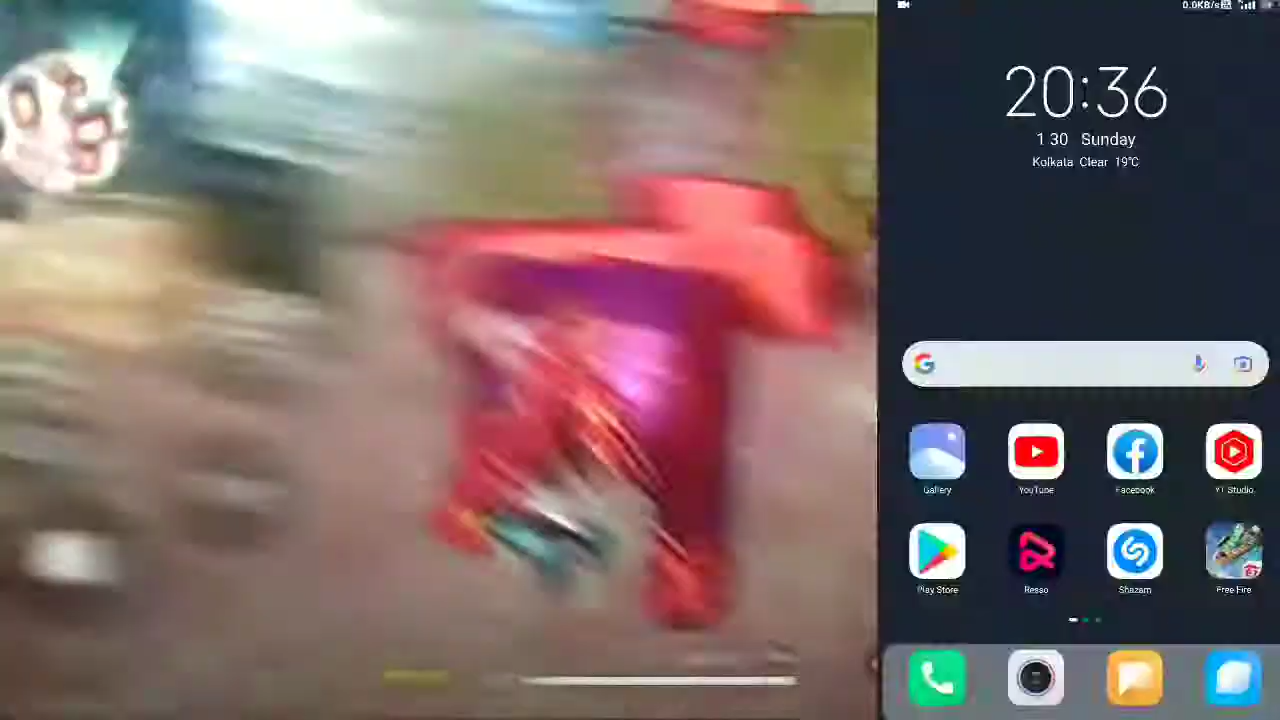 0.0KB/s
20:36
1 30 Sunday
Kolkata Clear 19℃
Gallery YouTube Facebook YT Studio
Play Store Resso Shazam Free Fire